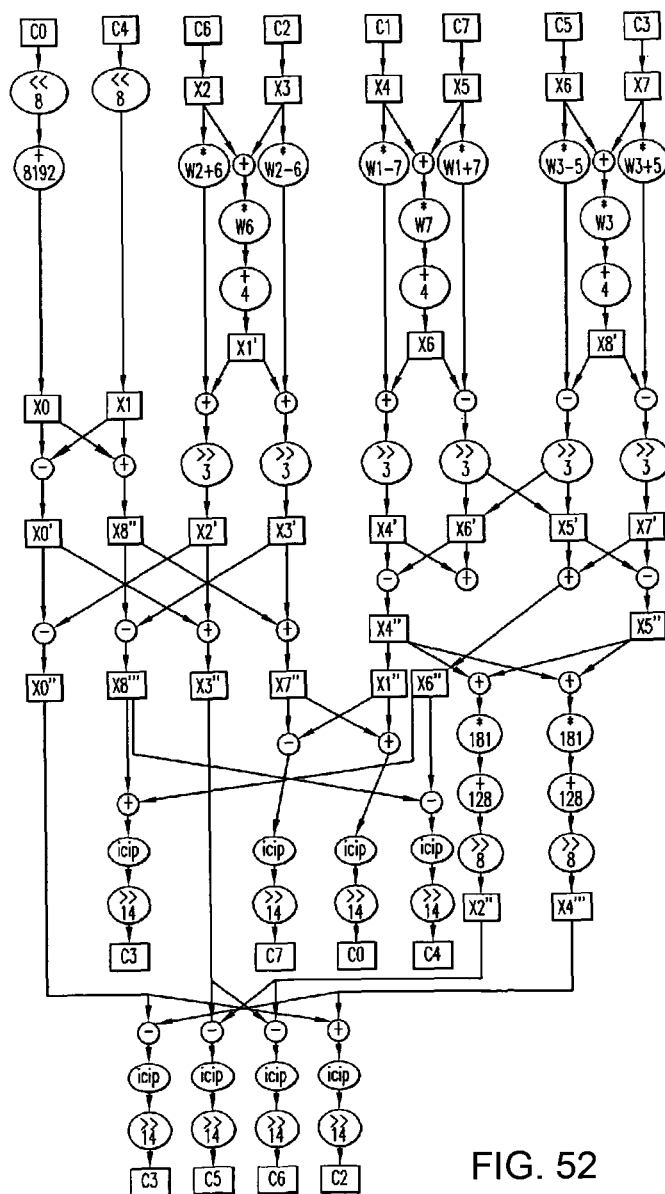 C0 C4 C6 C2 C1 C7 C5 C3
<< 8 << 8 X2 X3 X4 X5 X6 X7
+ 8192 * W2+6 + * W2-6 * W1-7 + * W1+7 * W3-5 + * W3+5
* W6 * W7 * W3
+ 4 + 4 + 4
X1' X6 X8'
X0 X1 + + + - - -
- + >> 3 >> 3 >> 3 >> 3 >> 3 >> 3
X0' X8" X2' X3' X4' X6' X5' X7'
- + + -
- - + + X4" X5"
X0" X8''' X3" X7" X1" X6" + +
- + * 181 * 181
+ - + 128 + 128
icip icip icip icip >> 8 >> 8
>> 14 >> 14 >> 14 >> 14 X2" X4'''
C3 C7 C0 C4
- - - +
icip icip icip icip
>> 14 >> 14 >> 14 >> 14
C3 C5 C6 C2
FIG. 52